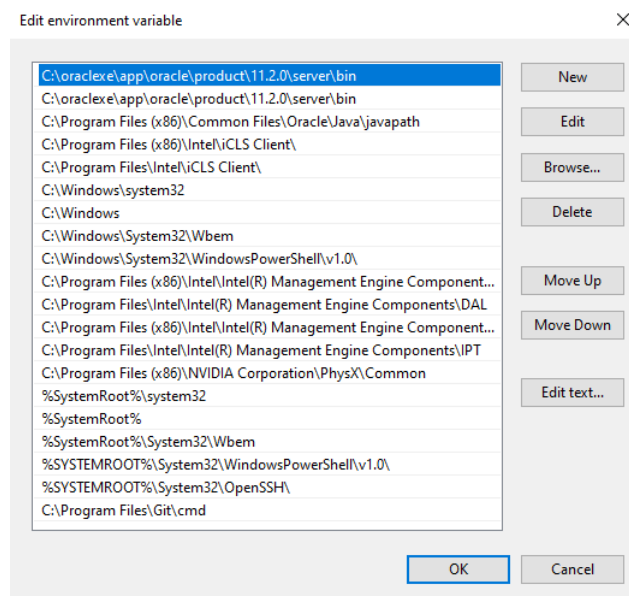 Edit environment variable
C:\oraclexe\app\oracle\product\11.2.0\server\bin
C:\oraclexe\app\oracle\product\11.2.0\server\bin
C:\Program Files (x86)\Common Files\Oracle\Java\javapath
C:\Program Files (x86)\Intel\iCLS Client\
C:\Program Files\Intel\iCLS Client\
C:\Windows\system32
C:\Windows
C:\Windows\System32\Wbem
C:\Windows\System32\WindowsPowerShell\v1.0\
C:\Program Files (x86)\Intel\Intel(R) Management Engine Component...
C:\Program Files\Intel\Intel(R) Management Engine Components\DAL
C:\Program Files (x86)\Intel\Intel(R) Management Engine Component...
C:\Program Files\Intel\Intel(R) Management Engine Components\IPT
C:\Program Files (x86)\NVIDIA Corporation\PhysX\Common
%SystemRoot%\system32
%SystemRoot%
%SystemRoot%\System32\Wbem
%SYSTEMROOT%\System32\WindowsPowerShell\v1.0\
%SYSTEMROOT%\System32\OpenSSH\
C:\Program Files\Git\cmd
New
Edit
Browse...
Delete
Move Up
Move Down
Edit text...
OK
Cancel